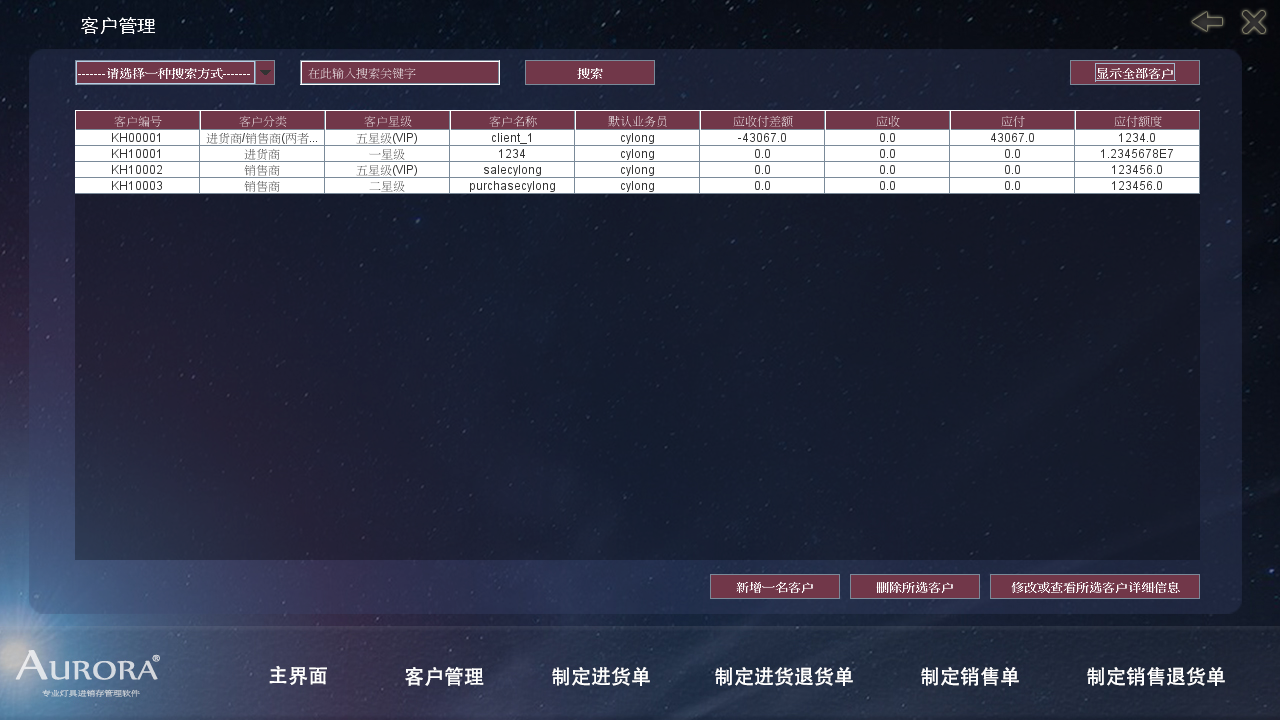 客户管理
-------请选择一种搜索方式------- 在此输入搜索关键字 搜索 显示全部客户
客户编号 客户分类 客户星级 客户名称 默认业务员 应收付差额 应收 应付 应付额度
KH00001 进货商/销售商(两者... 五星级(VIP) client_1 cylong -43067.0 0.0 43067.0 1234.0
KH10001 进货商 一星级 1234 cylong 0.0 0.0 0.0 1.2345678E7
KH10002 销售商 五星级(VIP) salecylong cylong 0.0 0.0 0.0 123456.0
KH10003 销售商 二星级 purchasecylong cylong 0.0 0.0 0.0 123456.0
新增一名客户 删除所选客户 修改或查看所选客户详细信息
AURORA®
专业灯具进销存管理软件
主界面 客户管理 制定进货单 制定进货退货单 制定销售单 制定销售退货单